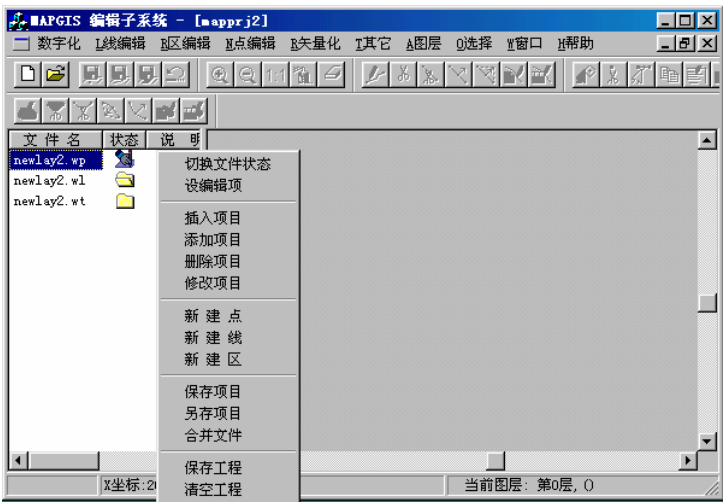 MAPGIS 编辑子系统 - [mapprj2]
数字化 L线编辑 R区编辑 N点编辑 R矢量化 T其它 A图层 O选择 W窗口 H帮助
1:1
文 件 名 状态 说 明
newlay2.wp
newlay2.wl
newlay2.wt
切换文件状态
设编辑项
插入项目
添加项目
删除项目
修改项目
新 建 点
新 建 线
新 建 区
保存项目
另存项目
合并文件
保存工程
清空工程
X坐标:2
当前图层: 第0层, ()